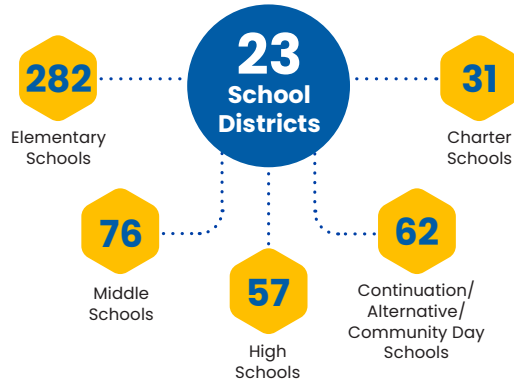 23
School
Districts
282
Elementary
Schools
31
Charter
Schools
76
Middle
Schools
57
High
Schools
62
Continuation/
Alternative/
Community Day
Schools